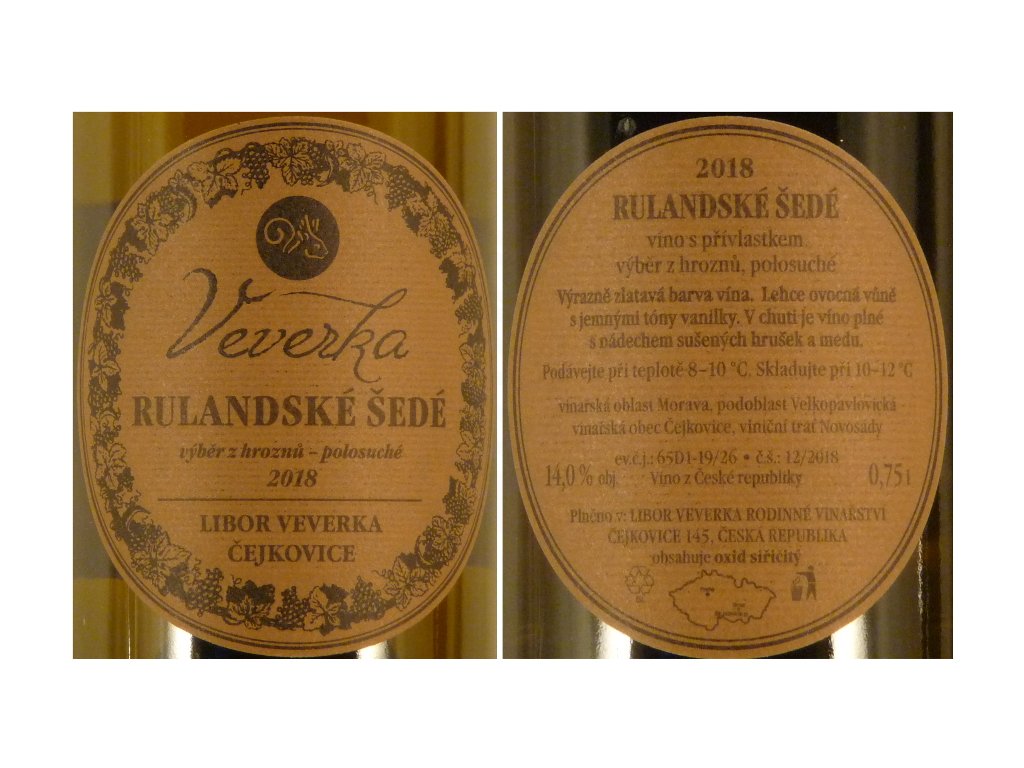 Veverka
RULANDSKÉ ŠEDÉ
výběr z hroznů – polosuché
2018
LIBOR VEVERKA
ČEJKOVICE
2018
RULANDSKÉ ŠEDÉ
víno s přívlastkem
výběr z hroznů, polosuché
Výrazně zlatavá barva vína. Lehce ovocná vůně
s jemnými tóny vanilky. V chuti je víno plné
s nádechem sušených hrušek a medu.
Podávejte při teplotě 8–10 °C. Skladujte při 10–12 °C
vinařská oblast Morava, podoblast Velkopavlovická
vinařská obec Čejkovice, viniční trať Novosády
ev.č.j.: 65D1-19/26 • č.š.: 12/2018
14,0 % obj. Víno z České republiky 0,75 l
Plněno v: LIBOR VEVERKA RODINNÉ VINAŘSTVÍ
ČEJKOVICE 145, ČESKÁ REPUBLIKA
obsahuje oxid siřičitý